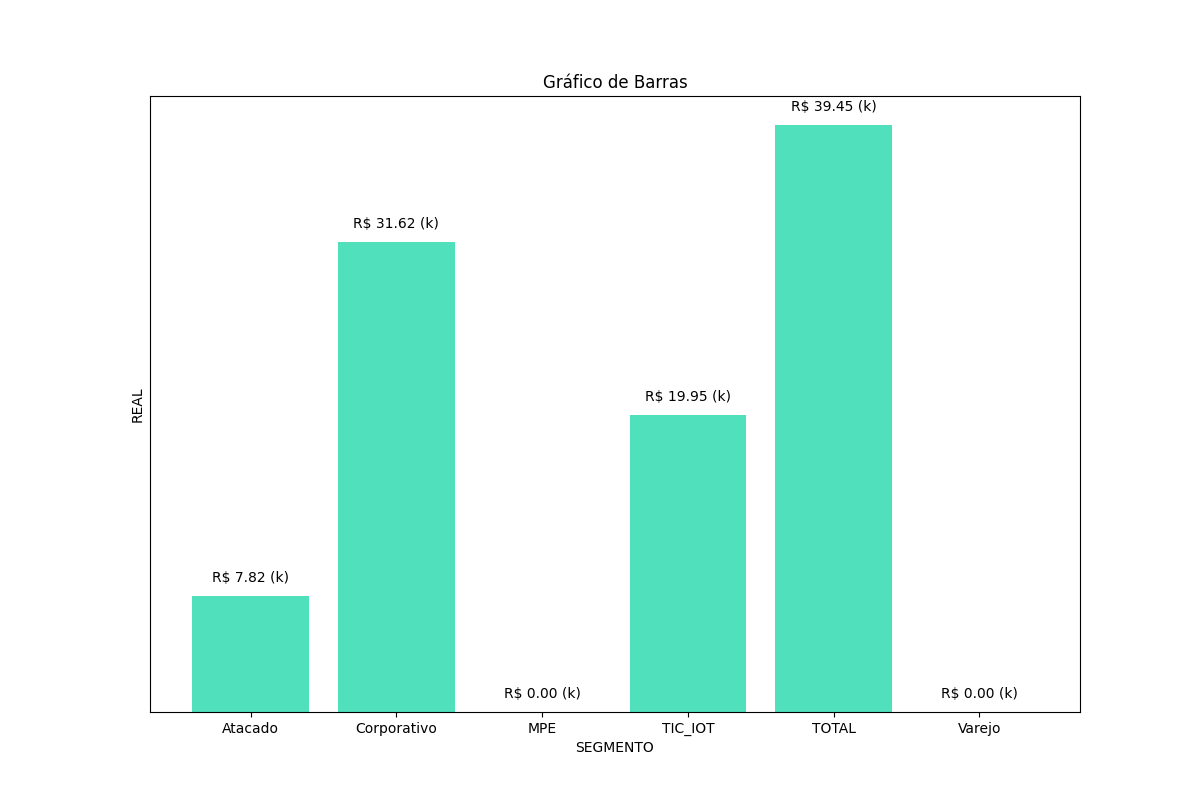 Gráfico de Barras
R$ 39.45 (k)
R$ 31.62 (k)
R$ 19.95 (k)
R$ 7.82 (k)
R$ 0.00 (k)
R$ 0.00 (k)
REAL
Atacado
Corporativo
MPE
TIC_IOT
TOTAL
Varejo
SEGMENTO